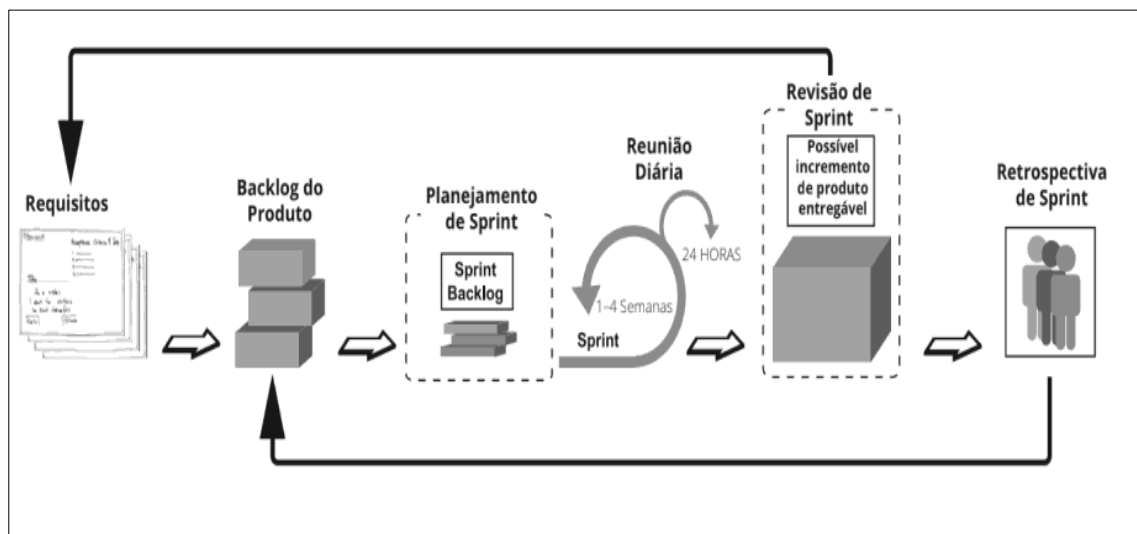 Requisitos
Backlog do
Produto
Planejamento
de Sprint
Sprint
Backlog
Reunião
Diária
24 HORAS
1–4 Semanas
Sprint
Revisão de
Sprint
Possível
incremento
de produto
entregável
Retrospectiva
de Sprint